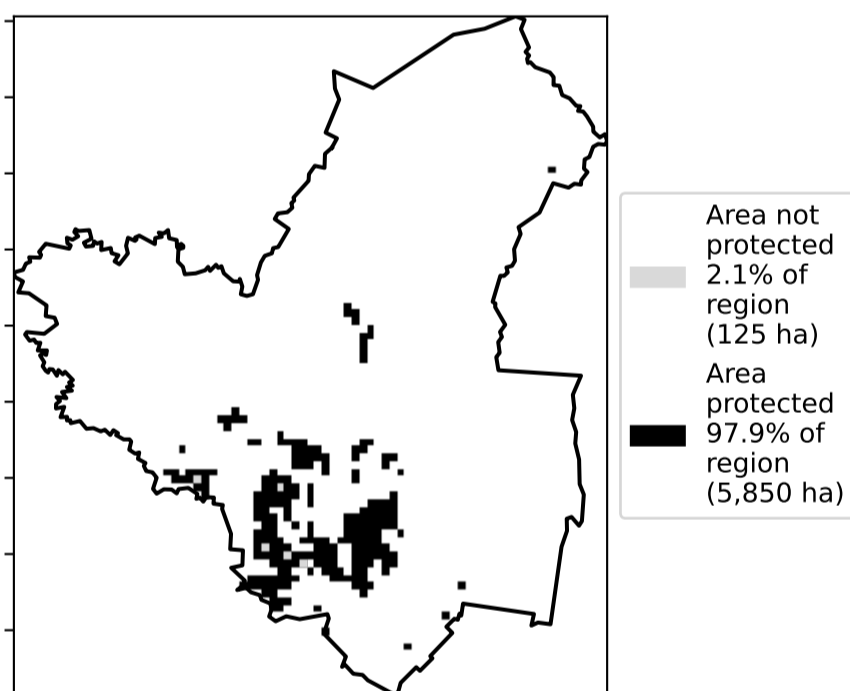 Area not
protected
2.1% of
region
(125 ha)
Area
protected
97.9% of
region
(5,850 ha)